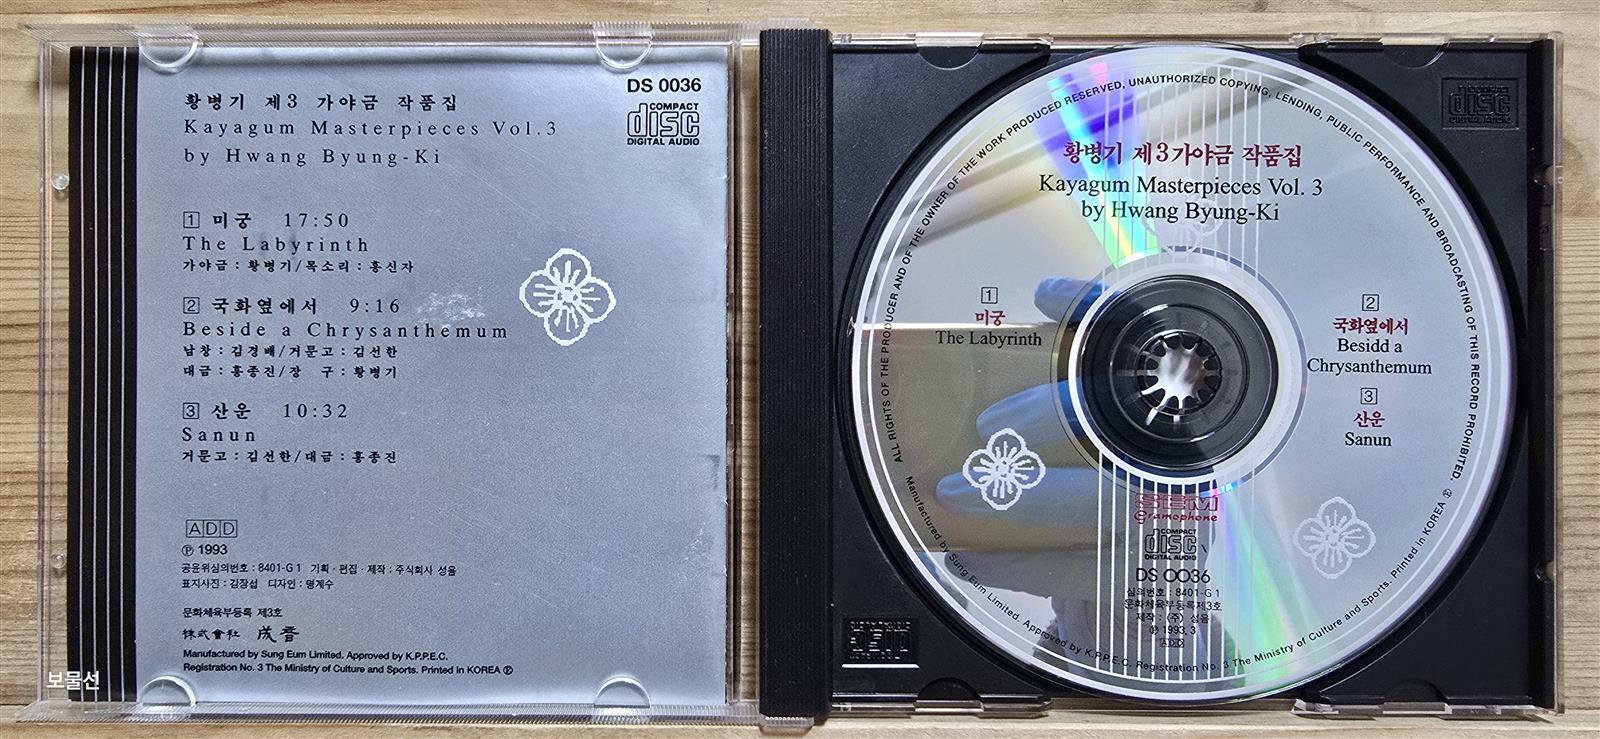 DS 0036
COMPACT
disc
DIGITAL AUDIO
황병기 제3 가야금 작품집
Kayagum Masterpieces Vol.3
by Hwang Byung-Ki
1 미궁 17:50
The Labyrinth
가야금 : 황병기/목소리 : 홍신자
2 국화옆에서 9:16
Beside a Chrysanthemum
남창 : 김경배/거문고 : 김선한
대금 : 홍종진/장 구 : 황병기
3 산운 10:32
Sanun
거문고 : 김선한/대금 : 홍종진
ADD
Ⓟ 1993
공윤위심의번호 : 8401-G1 기획 · 편집 · 제작 : 주식회사 성음
표지사진 : 김장섭 디자인 : 명계수
문화체육부등록 제3호
株式會社 成音
Manufactured by Sung Eum Limited. Approved by K.P.P.E.C.
Registration No. 3 The Ministry of Culture and Sports. Printed in KOREA Ⓡ
보물선
ALL RIGHTS OF THE PRODUCER AND OF THE OWNER OF THE WORK PRODUCED RESERVED, UNAUTHORIZED COPYING, LENDING, PUBLIC PERFORMANCE AND BROADCASTING OF THIS RECORD PROHIBITED.
황병기 제3가야금 작품집
Kayagum Masterpieces Vol. 3
by Hwang Byung-Ki
1
미궁
The Labyrinth
2
국화옆에서
Besidd a
Chrysanthemum
3
산운
Sanun
SEM
Gramophone
COMPACT
disc
DIGITAL AUDIO
DS 0036
심의번호 : 8401-G1
문화체육부등록제3호
제작 : (주) 성음
Ⓟ 1993. 3
ADD
Manufactured by Sung Eum Limited. Approved by K.P.P.E.C. Registration No. 3 The Ministry of Culture and Sports. Printed in KOREA Ⓡ
COMPACT
disc
DIGITAL AUDIO